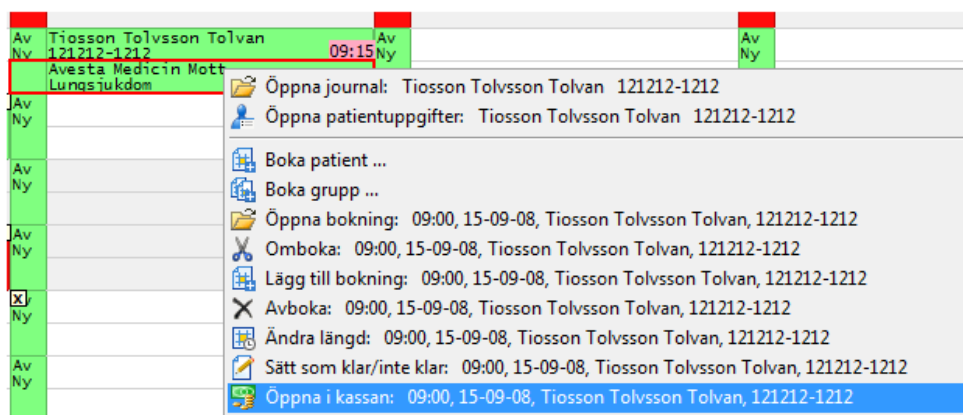 Av Tiosson Tolvsson Tolvan Av Av
Ny 121212-1212 09:15 Ny Ny
Avesta Medicin Mott
Lungsjukdom
Av
Ny
Av
Ny
Av
Ny
X
Ny
Av
Ny
Öppna journal: Tiosson Tolvsson Tolvan 121212-1212
Öppna patientuppgifter: Tiosson Tolvsson Tolvan 121212-1212
Boka patient ...
Boka grupp ...
Öppna bokning: 09:00, 15-09-08, Tiosson Tolvsson Tolvan, 121212-1212
Omboka: 09:00, 15-09-08, Tiosson Tolvsson Tolvan, 121212-1212
Lägg till bokning: 09:00, 15-09-08, Tiosson Tolvsson Tolvan, 121212-1212
Avboka: 09:00, 15-09-08, Tiosson Tolvsson Tolvan, 121212-1212
Ändra längd: 09:00, 15-09-08, Tiosson Tolvsson Tolvan, 121212-1212
Sätt som klar/inte klar: 09:00, 15-09-08, Tiosson Tolvsson Tolvan, 121212-1212
Öppna i kassan: 09:00, 15-09-08, Tiosson Tolvsson Tolvan, 121212-1212